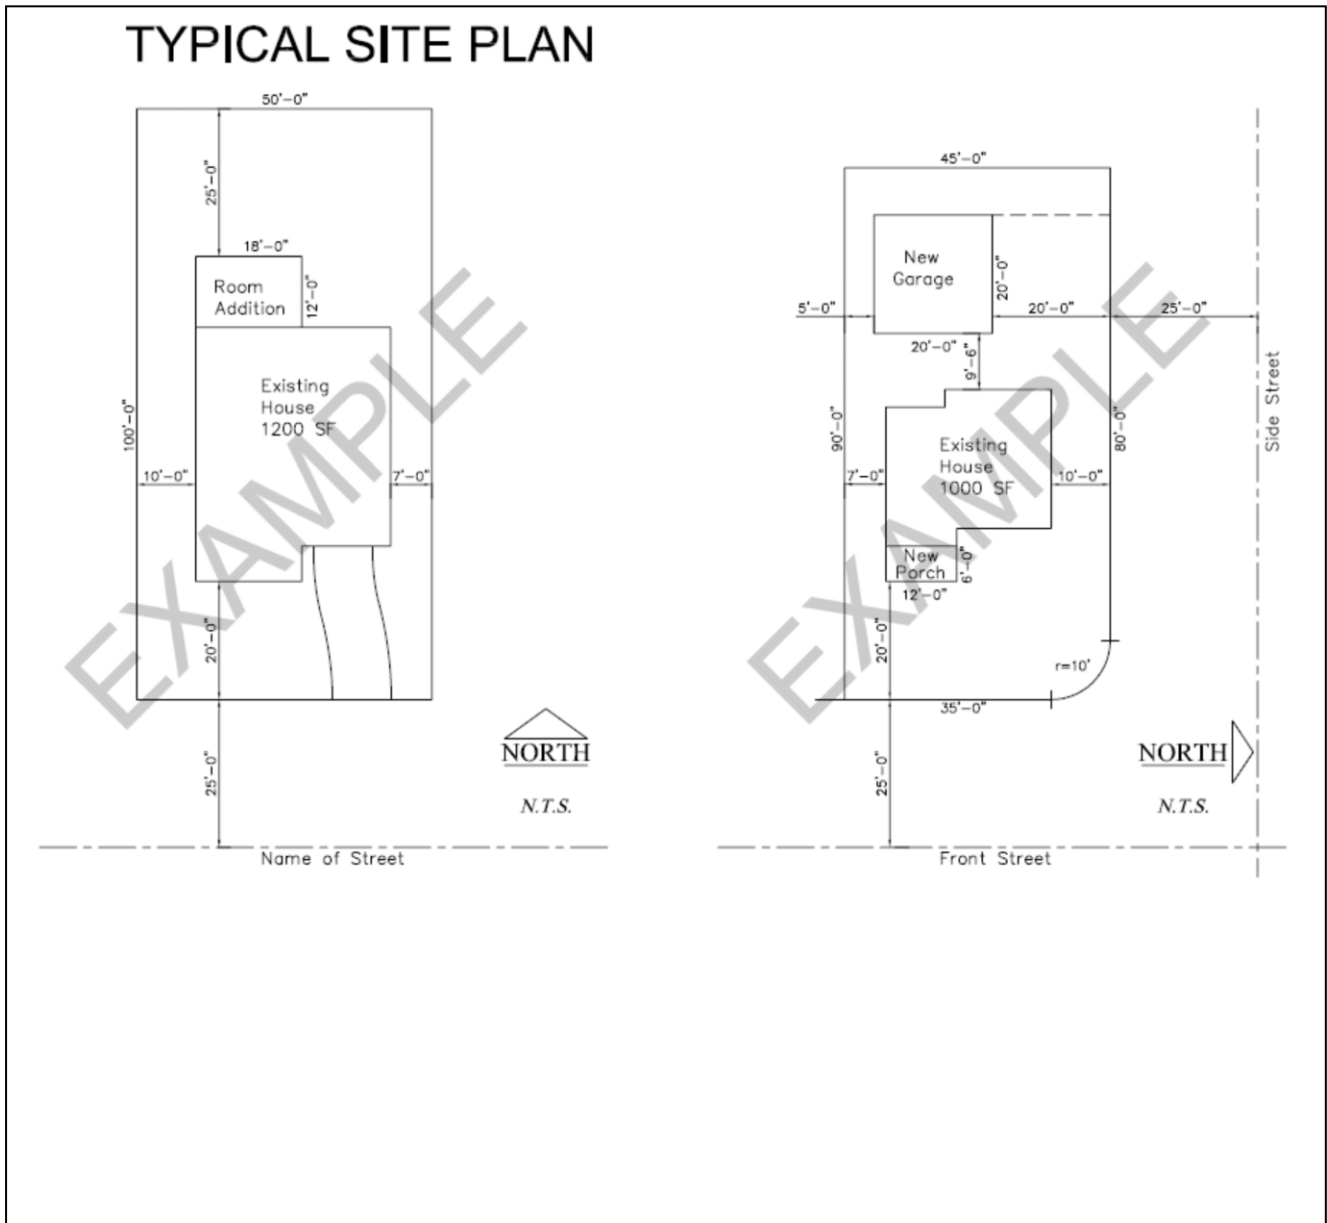 TYPICAL SITE PLAN
50'-0"
25'-0"
18'-0"
Room
Addition
12'-0"
Existing
House
1200 SF
100'-0"
10'-0"
7'-0"
20'-0"
25'-0"
NORTH
N.T.S.
Name of Street
EXAMPLE
45'-0"
New
Garage
20'-0"
5'-0"
20'-0"
25'-0"
20'-0"
9'-6"
Side Street
90'-0"
80'-0"
Existing
House
1000 SF
7'-0"
10'-0"
New
Porch
6'-0"
12'-0"
20'-0"
r=10'
35'-0"
25'-0"
NORTH
N.T.S.
Front Street
EXAMPLE